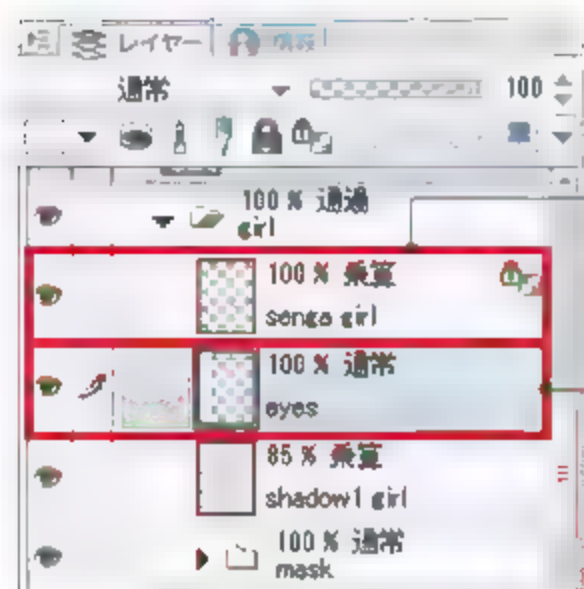 レイヤー
通常 100
100 % 通過
girl
100 % 乗算
senga girl
100 % 通常
eyes
85 % 乗算
shadow1 girl
100 % 通常
mask